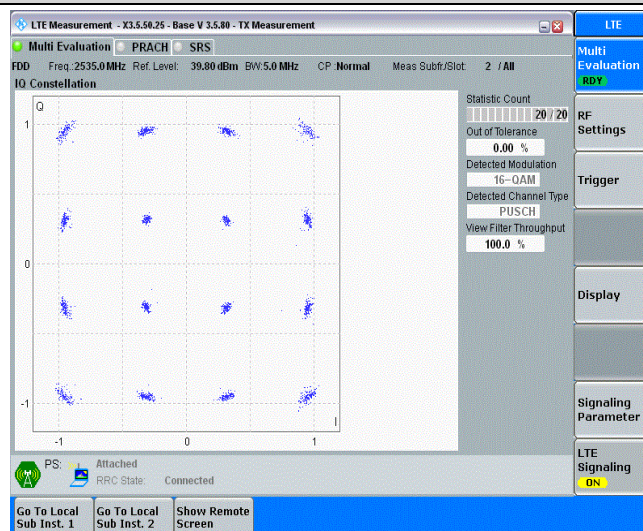 LTE Measurement - X3.5.50.25 - Base V 3.5.80 - TX Measurement
LTE
Multi Evaluation PRACH SRS
FDD Freq.:2535.0 MHz Ref. Level: 39.80 dBm BW:5.0 MHz CP :Normal Meas Subfr./Slot: 2 / All
IQ Constellation
Q
1
0
-1
-1 0 1
I
Statistic Count
20 / 20
Out of Tolerance
0.00 %
Detected Modulation
16-QAM
Detected Channel Type
PUSCH
View Filter Throughput
100.0 %
Multi
Evaluation
RDY
RF
Settings
Trigger
Display
Signaling
Parameter
LTE
Signaling
ON
PS: Attached
RRC State: Connected
Go To Local
Sub Inst. 1
Go To Local
Sub Inst. 2
Show Remote
Screen